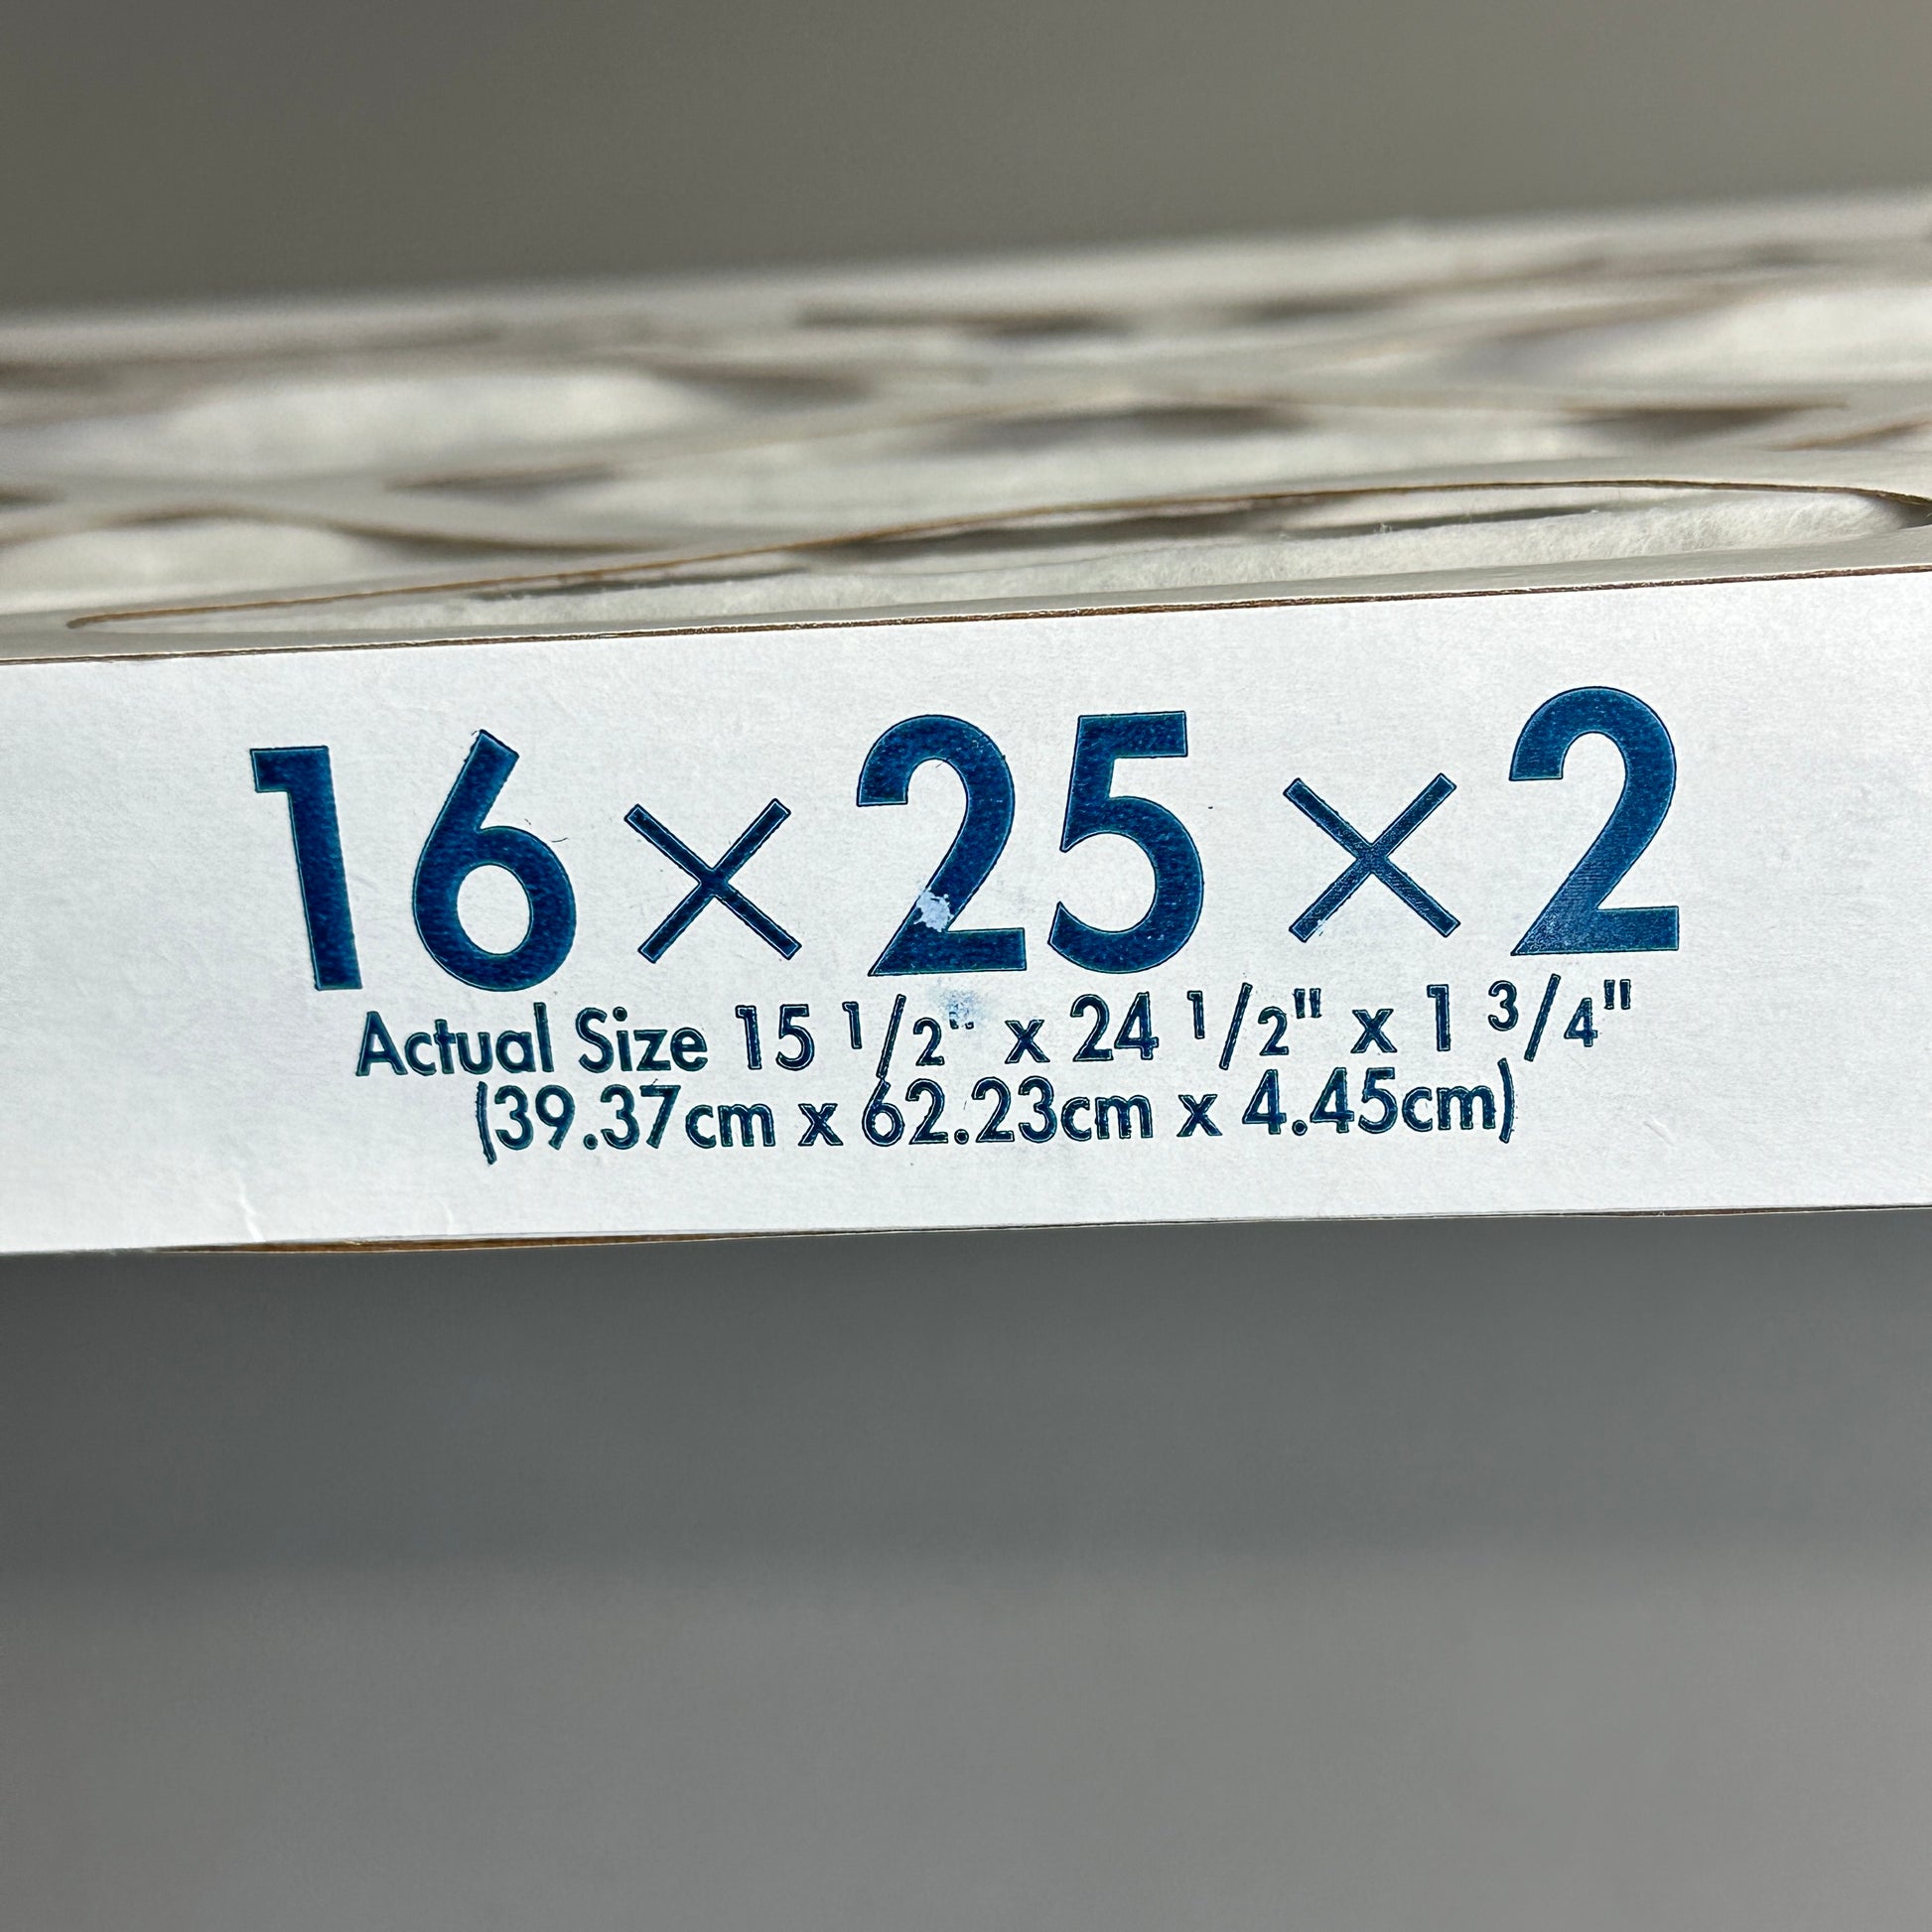 16 × 25 × 2
Actual Size 15 1/2" x 24 1/2" x 1 3/4"
(39.37cm x 62.23cm x 4.45cm)